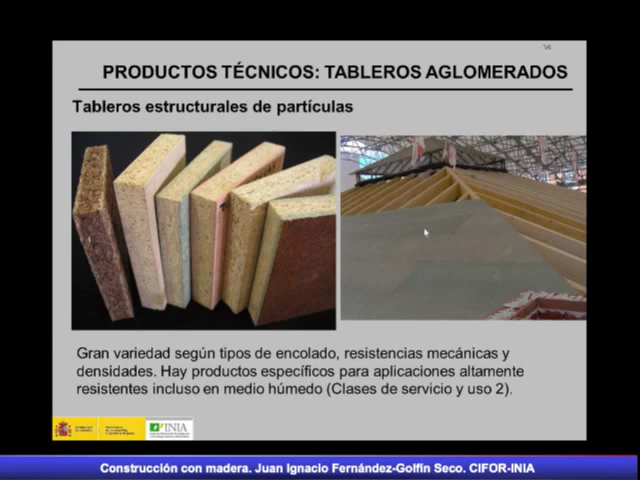 PRODUCTOS TÉCNICOS: TABLEROS AGLOMERADOS
Tableros estructurales de partículas
Gran variedad según tipos de encolado, resistencias mecánicas y
densidades. Hay productos específicos para aplicaciones altamente
resistentes incluso en medio húmedo (Clases de servicio y uso 2).
INIA
Construcción con madera. Juan Ignacio Fernández-Golfín Seco. CIFOR-INIA